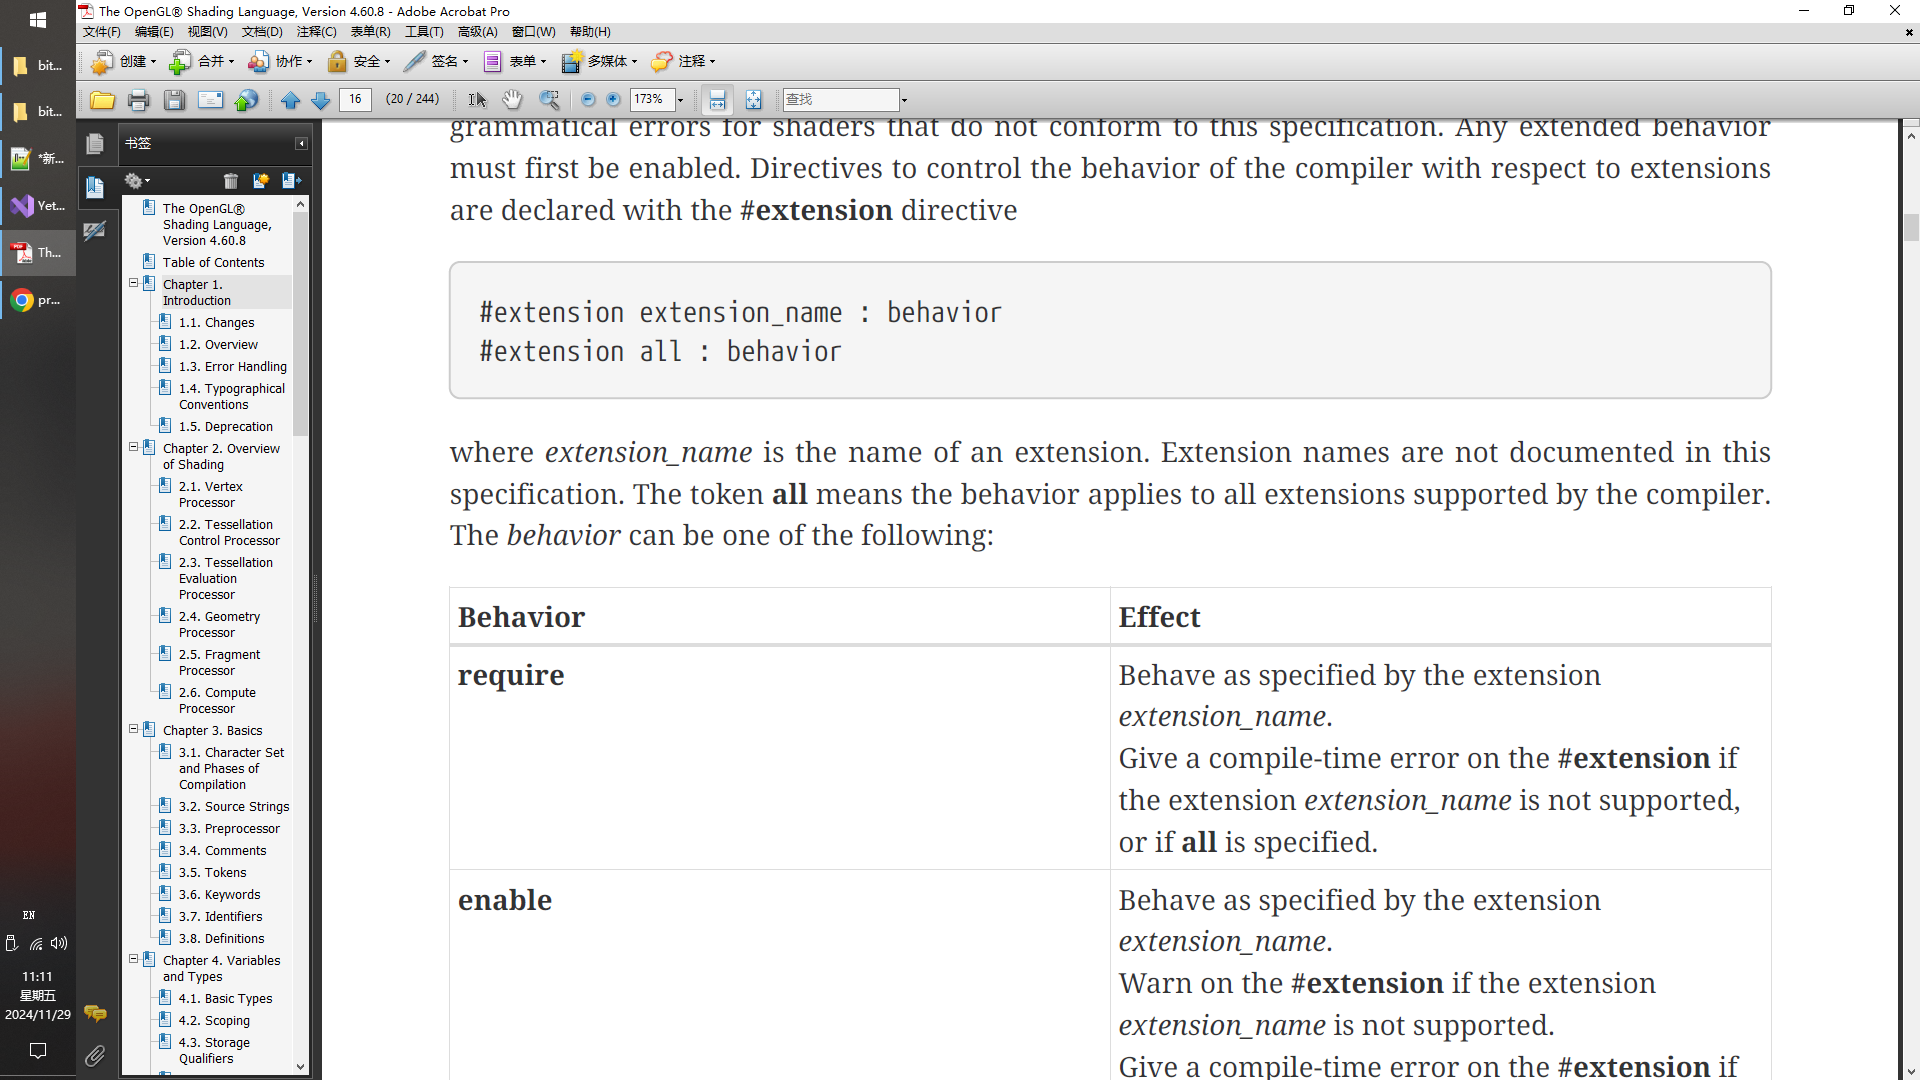 The OpenGL® Shading Language, Version 4.60.8 - Adobe Acrobat Pro
文件(F) 编辑(E) 视图(V) 文档(D) 注释(C) 表单(R) 工具(T) 高级(A) 窗口(W) 帮助(H)
创建 合并 协作 安全 签名 表单 多媒体 注释
16 (20 / 244) 173% 查找
bit...
bit...
*新...
Yet...
Th...
pr...
EN
11:11
星期五
2024/11/29
书签
The OpenGL®
Shading Language,
Version 4.60.8
Table of Contents
Chapter 1.
Introduction
1.1. Changes
1.2. Overview
1.3. Error Handling
1.4. Typographical
Conventions
1.5. Deprecation
Chapter 2. Overview
of Shading
2.1. Vertex
Processor
2.2. Tessellation
Control Processor
2.3. Tessellation
Evaluation
Processor
2.4. Geometry
Processor
2.5. Fragment
Processor
2.6. Compute
Processor
Chapter 3. Basics
3.1. Character Set
and Phases of
Compilation
3.2. Source Strings
3.3. Preprocessor
3.4. Comments
3.5. Tokens
3.6. Keywords
3.7. Identifiers
3.8. Definitions
Chapter 4. Variables
and Types
4.1. Basic Types
4.2. Scoping
4.3. Storage
Qualifiers
grammatical errors for shaders that do not conform to this specification. Any extended behavior
must first be enabled. Directives to control the behavior of the compiler with respect to extensions
are declared with the #extension directive
#extension extension_name : behavior
#extension all : behavior
where extension_name is the name of an extension. Extension names are not documented in this
specification. The token all means the behavior applies to all extensions supported by the compiler.
The behavior can be one of the following:
Behavior Effect
require Behave as specified by the extension
extension_name.
Give a compile-time error on the #extension if
the extension extension_name is not supported,
or if all is specified.
enable Behave as specified by the extension
extension_name.
Warn on the #extension if the extension
extension_name is not supported.
Give a compile-time error on the #extension if